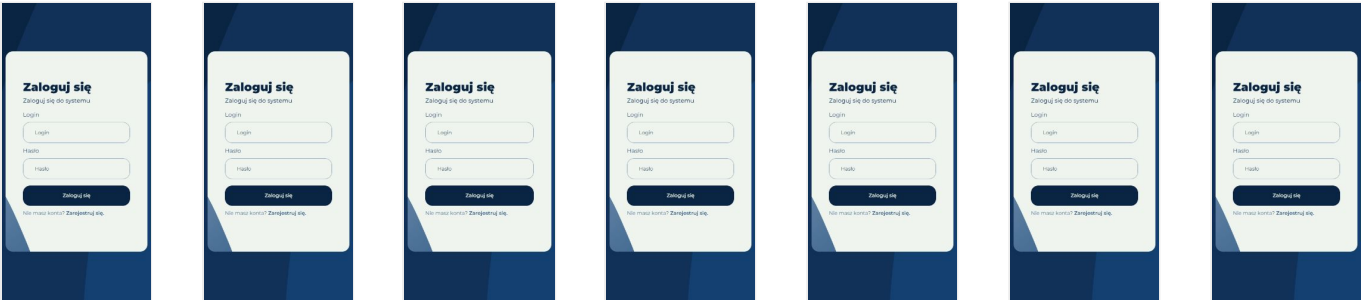 Zaloguj się
Zaloguj się do systemu
Login
Login
Hasło
Hasło
Zaloguj się
Nie masz konta? Zarejestruj się.
Zaloguj się
Zaloguj się do systemu
Login
Login
Hasło
Hasło
Zaloguj się
Nie masz konta? Zarejestruj się.
Zaloguj się
Zaloguj się do systemu
Login
Login
Hasło
Hasło
Zaloguj się
Nie masz konta? Zarejestruj się.
Zaloguj się
Zaloguj się do systemu
Login
Login
Hasło
Hasło
Zaloguj się
Nie masz konta? Zarejestruj się.
Zaloguj się
Zaloguj się do systemu
Login
Login
Hasło
Hasło
Zaloguj się
Nie masz konta? Zarejestruj się.
Zaloguj się
Zaloguj się do systemu
Login
Login
Hasło
Hasło
Zaloguj się
Nie masz konta? Zarejestruj się.
Zaloguj się
Zaloguj się do systemu
Login
Login
Hasło
Hasło
Zaloguj się
Nie masz konta? Zarejestruj się.